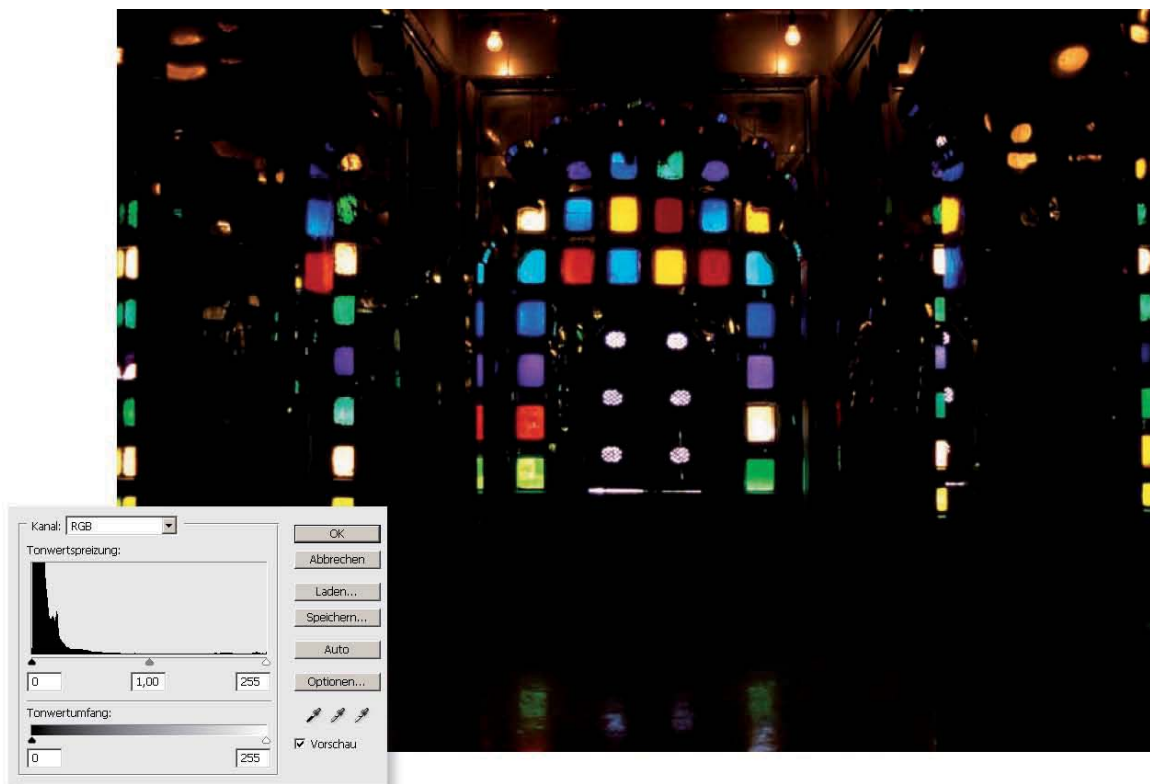 Kanal: RGB
Tonwertspreizung:
0 1,00 255
Tonwertumfang:
0 255
OK
Abbrechen
Laden...
Speichern...
Auto
Optionen...
Vorschau